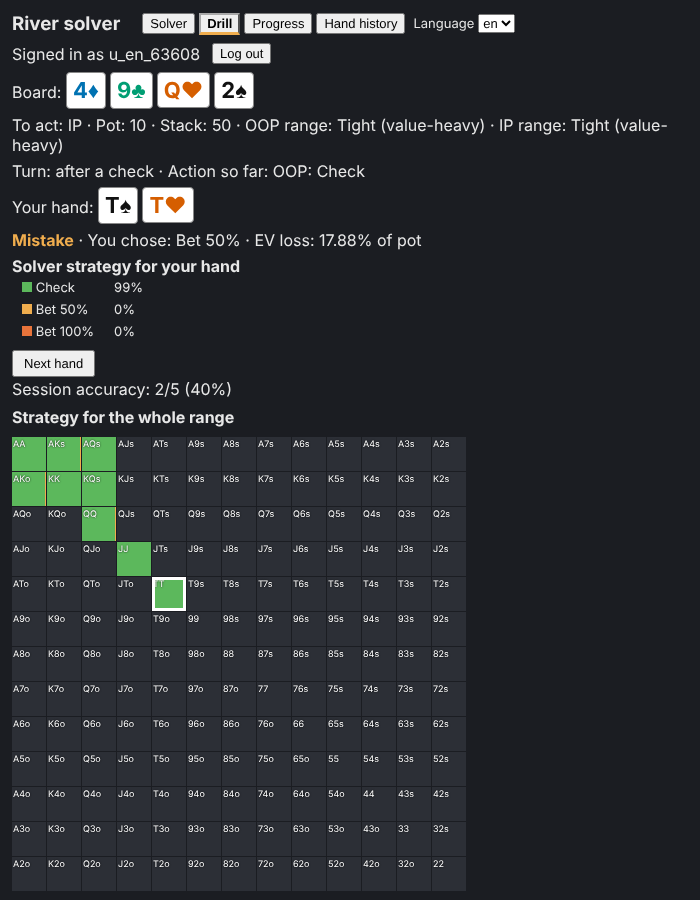 River solver Solver Drill Progress Hand history Language en
Signed in as u_en_63608 Log out
Board: 4♦ 9♣ Q♥ 2♠
To act: IP · Pot: 10 · Stack: 50 · OOP range: Tight (value-heavy) · IP range: Tight (value-
heavy)
Turn: after a check · Action so far: OOP: Check
Your hand: T♠ T♥
Mistake · You chose: Bet 50% · EV loss: 17.88% of pot
Solver strategy for your hand
Check 99%
Bet 50% 0%
Bet 100% 0%
Next hand
Session accuracy: 2/5 (40%)
Strategy for the whole range
AA AKs AQs AJs ATs A9s A8s A7s A6s A5s A4s A3s A2s
AKo KK KQs KJs KTs K9s K8s K7s K6s K5s K4s K3s K2s
AQo KQo QQ QJs QTs Q9s Q8s Q7s Q6s Q5s Q4s Q3s Q2s
AJo KJo QJo JJ JTs J9s J8s J7s J6s J5s J4s J3s J2s
ATo KTo QTo JTo TT T9s T8s T7s T6s T5s T4s T3s T2s
A9o K9o Q9o J9o T9o 99 98s 97s 96s 95s 94s 93s 92s
A8o K8o Q8o J8o T8o 98o 88 87s 86s 85s 84s 83s 82s
A7o K7o Q7o J7o T7o 97o 87o 77 76s 75s 74s 73s 72s
A6o K6o Q6o J6o T6o 96o 86o 76o 66 65s 64s 63s 62s
A5o K5o Q5o J5o T5o 95o 85o 75o 65o 55 54s 53s 52s
A4o K4o Q4o J4o T4o 94o 84o 74o 64o 54o 44 43s 42s
A3o K3o Q3o J3o T3o 93o 83o 73o 63o 53o 43o 33 32s
A2o K2o Q2o J2o T2o 92o 82o 72o 62o 52o 42o 32o 22